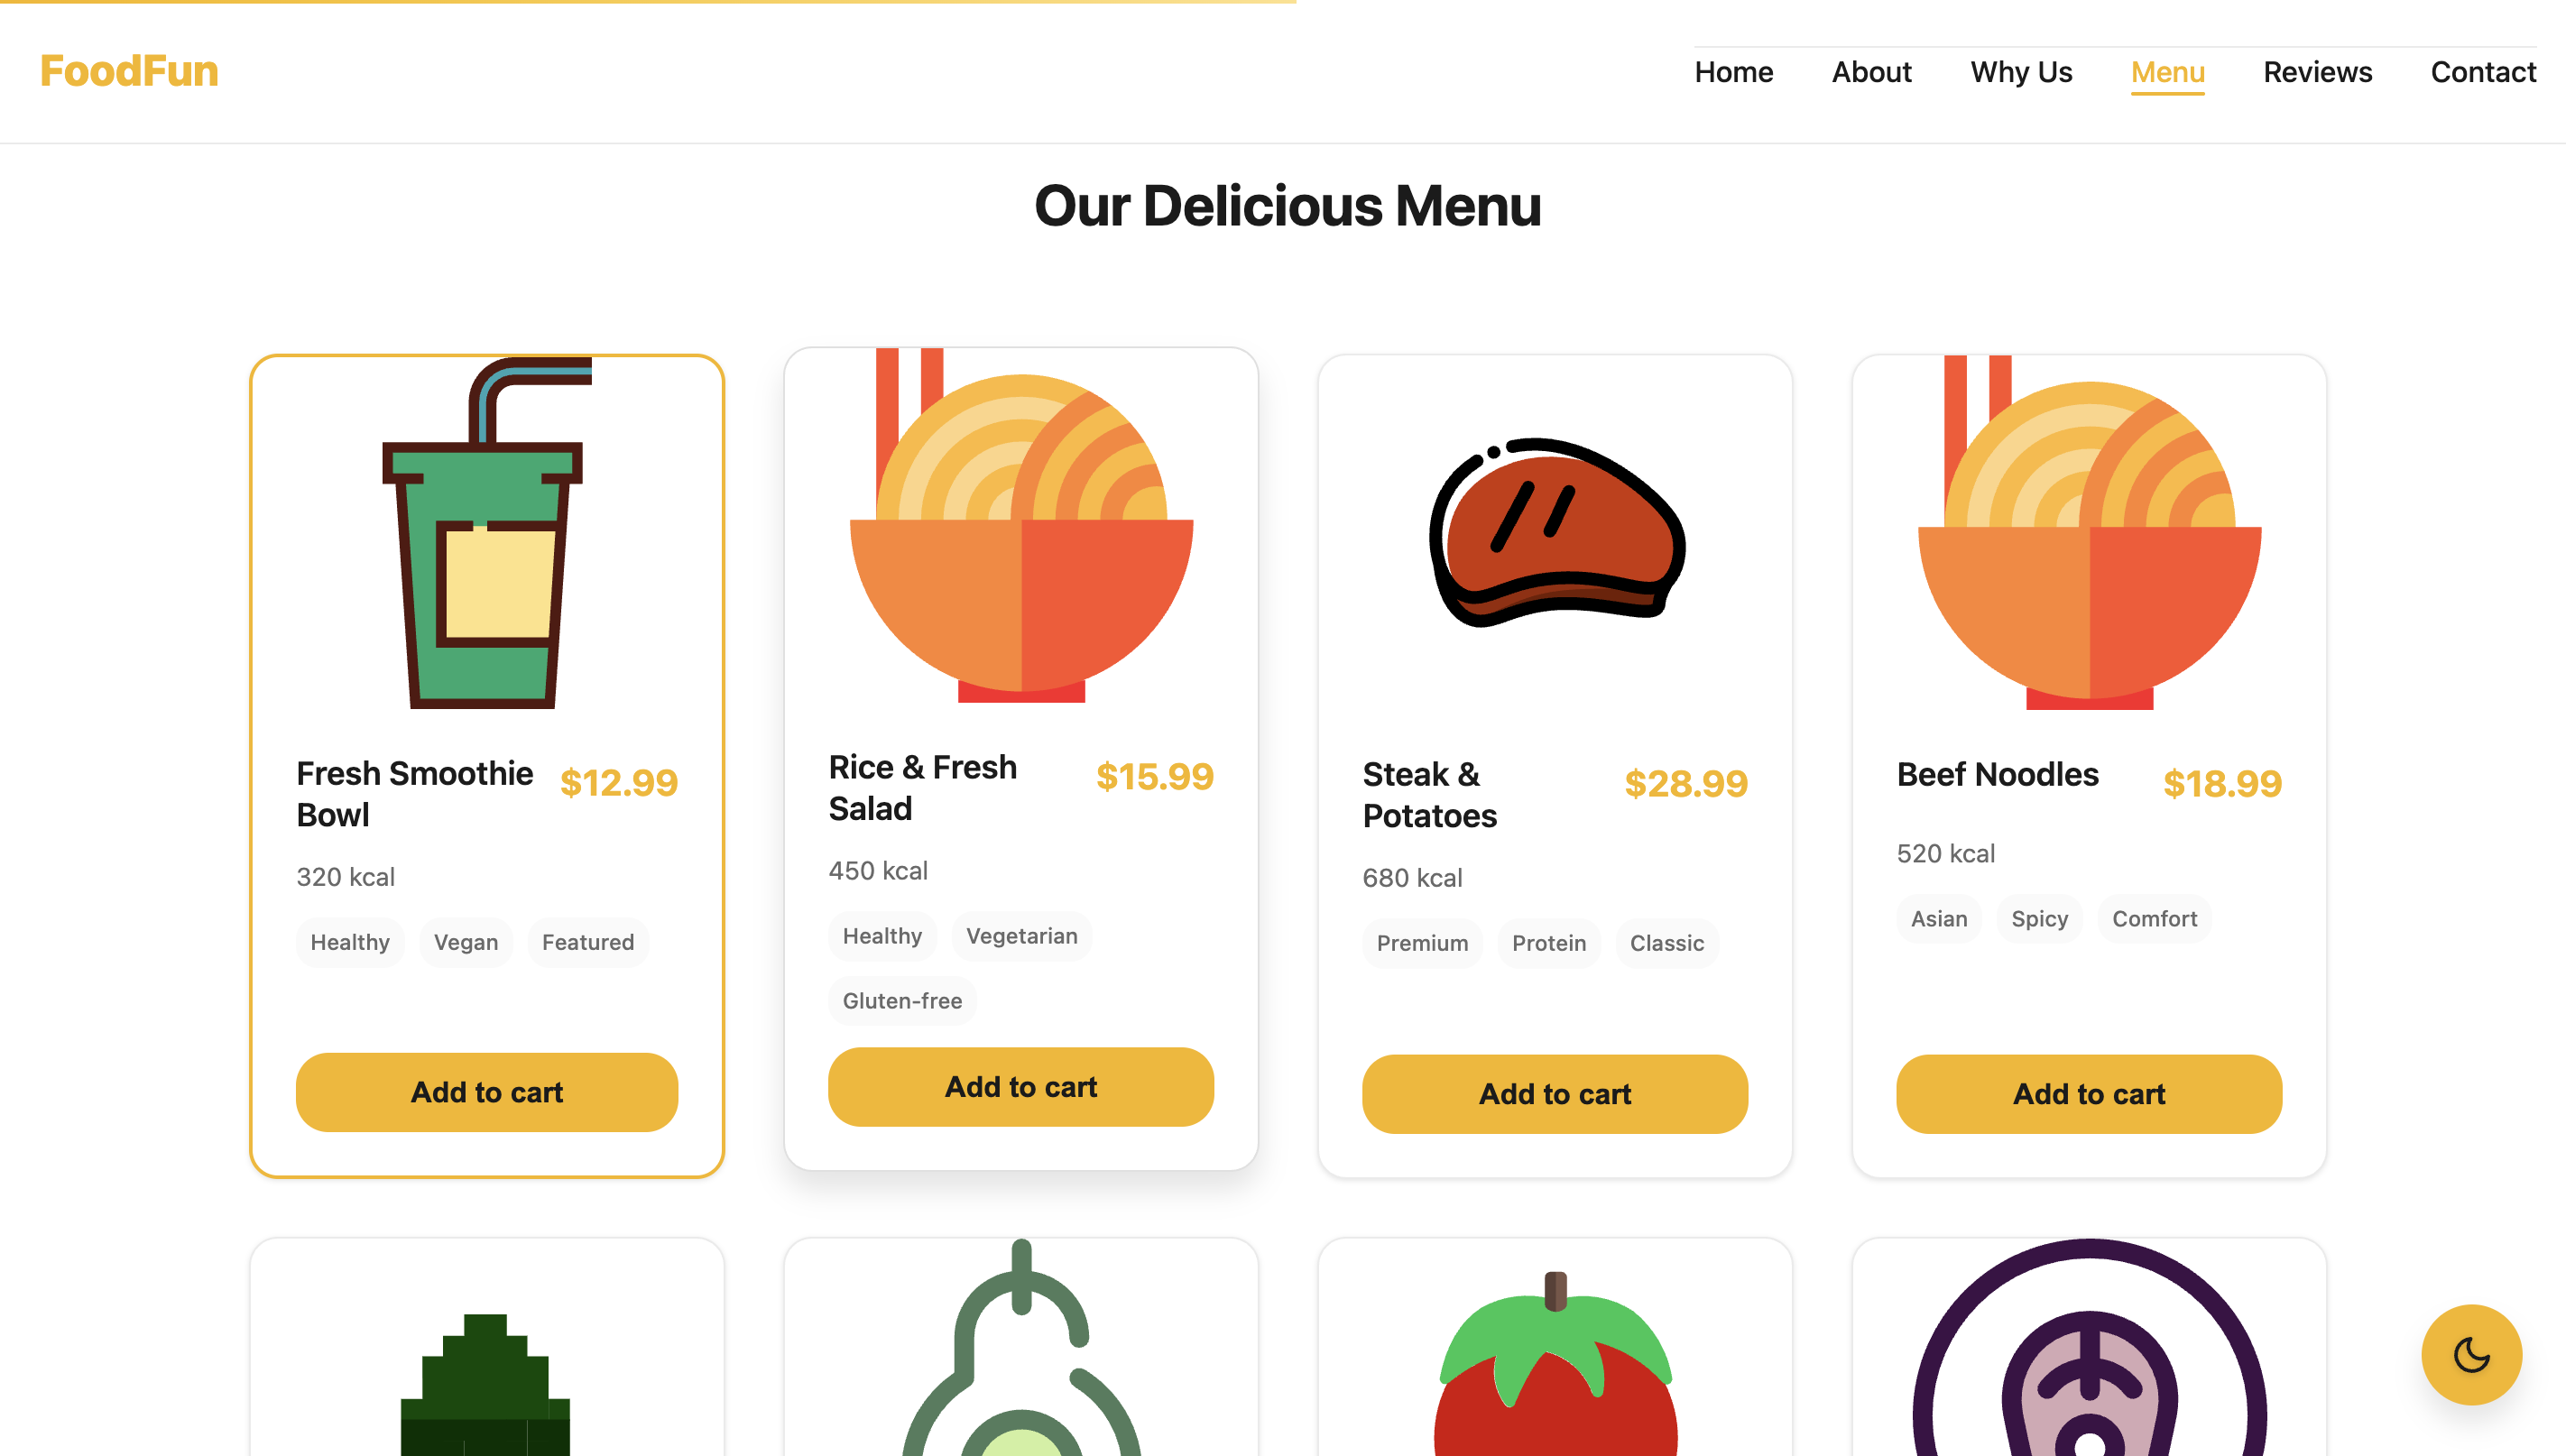 FoodFun
Home About Why Us Menu Reviews Contact
Our Delicious Menu
Fresh Smoothie
Bowl
$12.99
320 kcal
Healthy Vegan Featured
Add to cart
Rice & Fresh
Salad
$15.99
450 kcal
Healthy Vegetarian
Gluten-free
Add to cart
Steak &
Potatoes
$28.99
680 kcal
Premium Protein Classic
Add to cart
Beef Noodles
$18.99
520 kcal
Asian Spicy Comfort
Add to cart